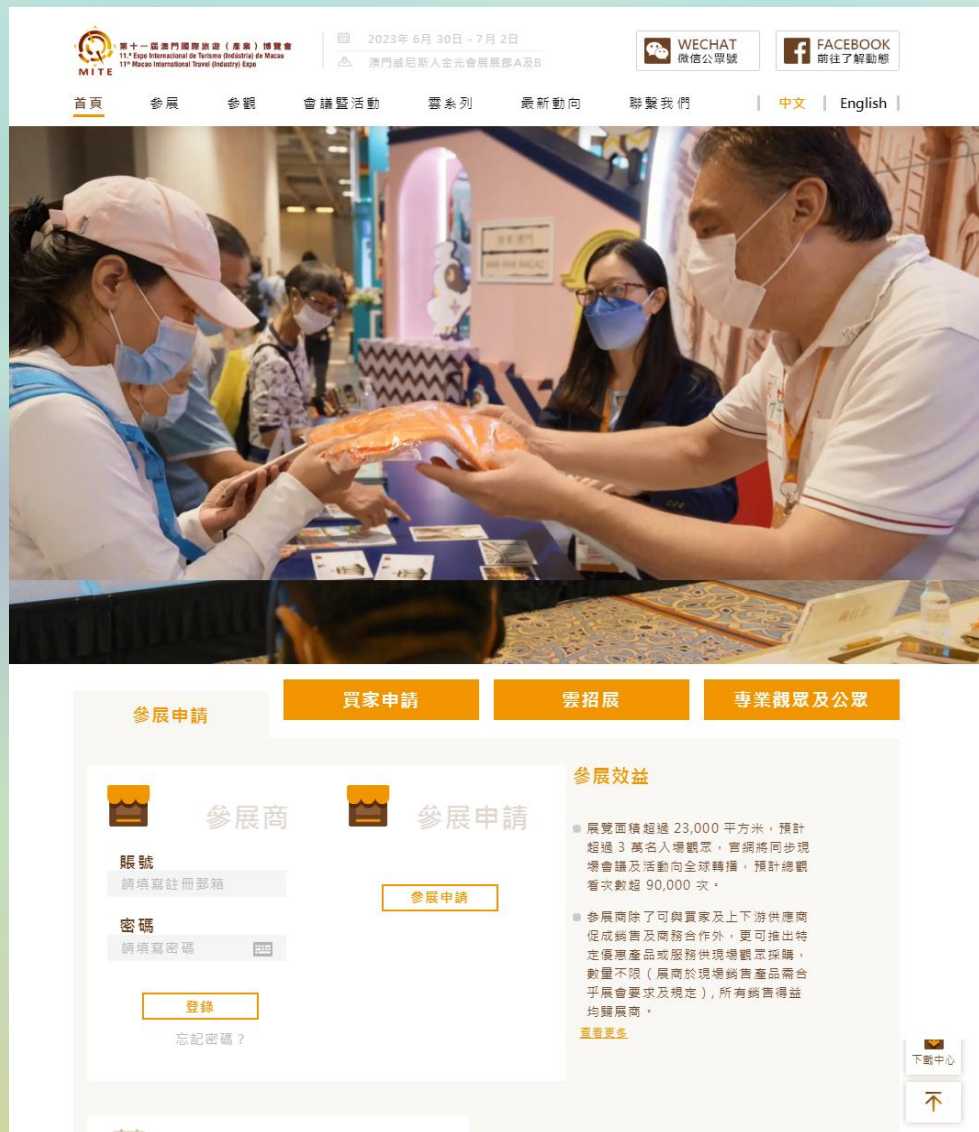 第十一屆澳門國際旅遊（產業）博覽會
11.ª Expo Internacional de Turismo (Indústria) de Macau
11th Macao International Travel (Industry) Expo
MITE
2023年 6月 30日 - 7月 2日
澳門威尼斯人金光會展展館A及B
WECHAT
微信公眾號
FACEBOOK
前往了解動態
首頁
參展
參觀
會議暨活動
雲系列
最新動向
聯繫我們
中文
English
參展申請
買家申請
雲招展
專業觀眾及公眾
參展商
賬號
請填寫註冊郵箱
密碼
請填寫密碼
登錄
忘記密碼？
參展申請
參展申請
參展效益
展覽面積超過 23,000 平方米，預計
超過 3 萬名入場觀眾，官網將同步現
場會議及活動向全球轉播，預計總觀
看次數超 90,000 次。
參展商除了可與買家及上下游供應商
促成銷售及商務合作外，更可推出特
定優惠產品或服務供現場觀眾採購，
數量不限（展商於現場銷售產品需合
乎展會要求及規定）, 所有銷售得益
均歸展商。
查看更多
下載中心